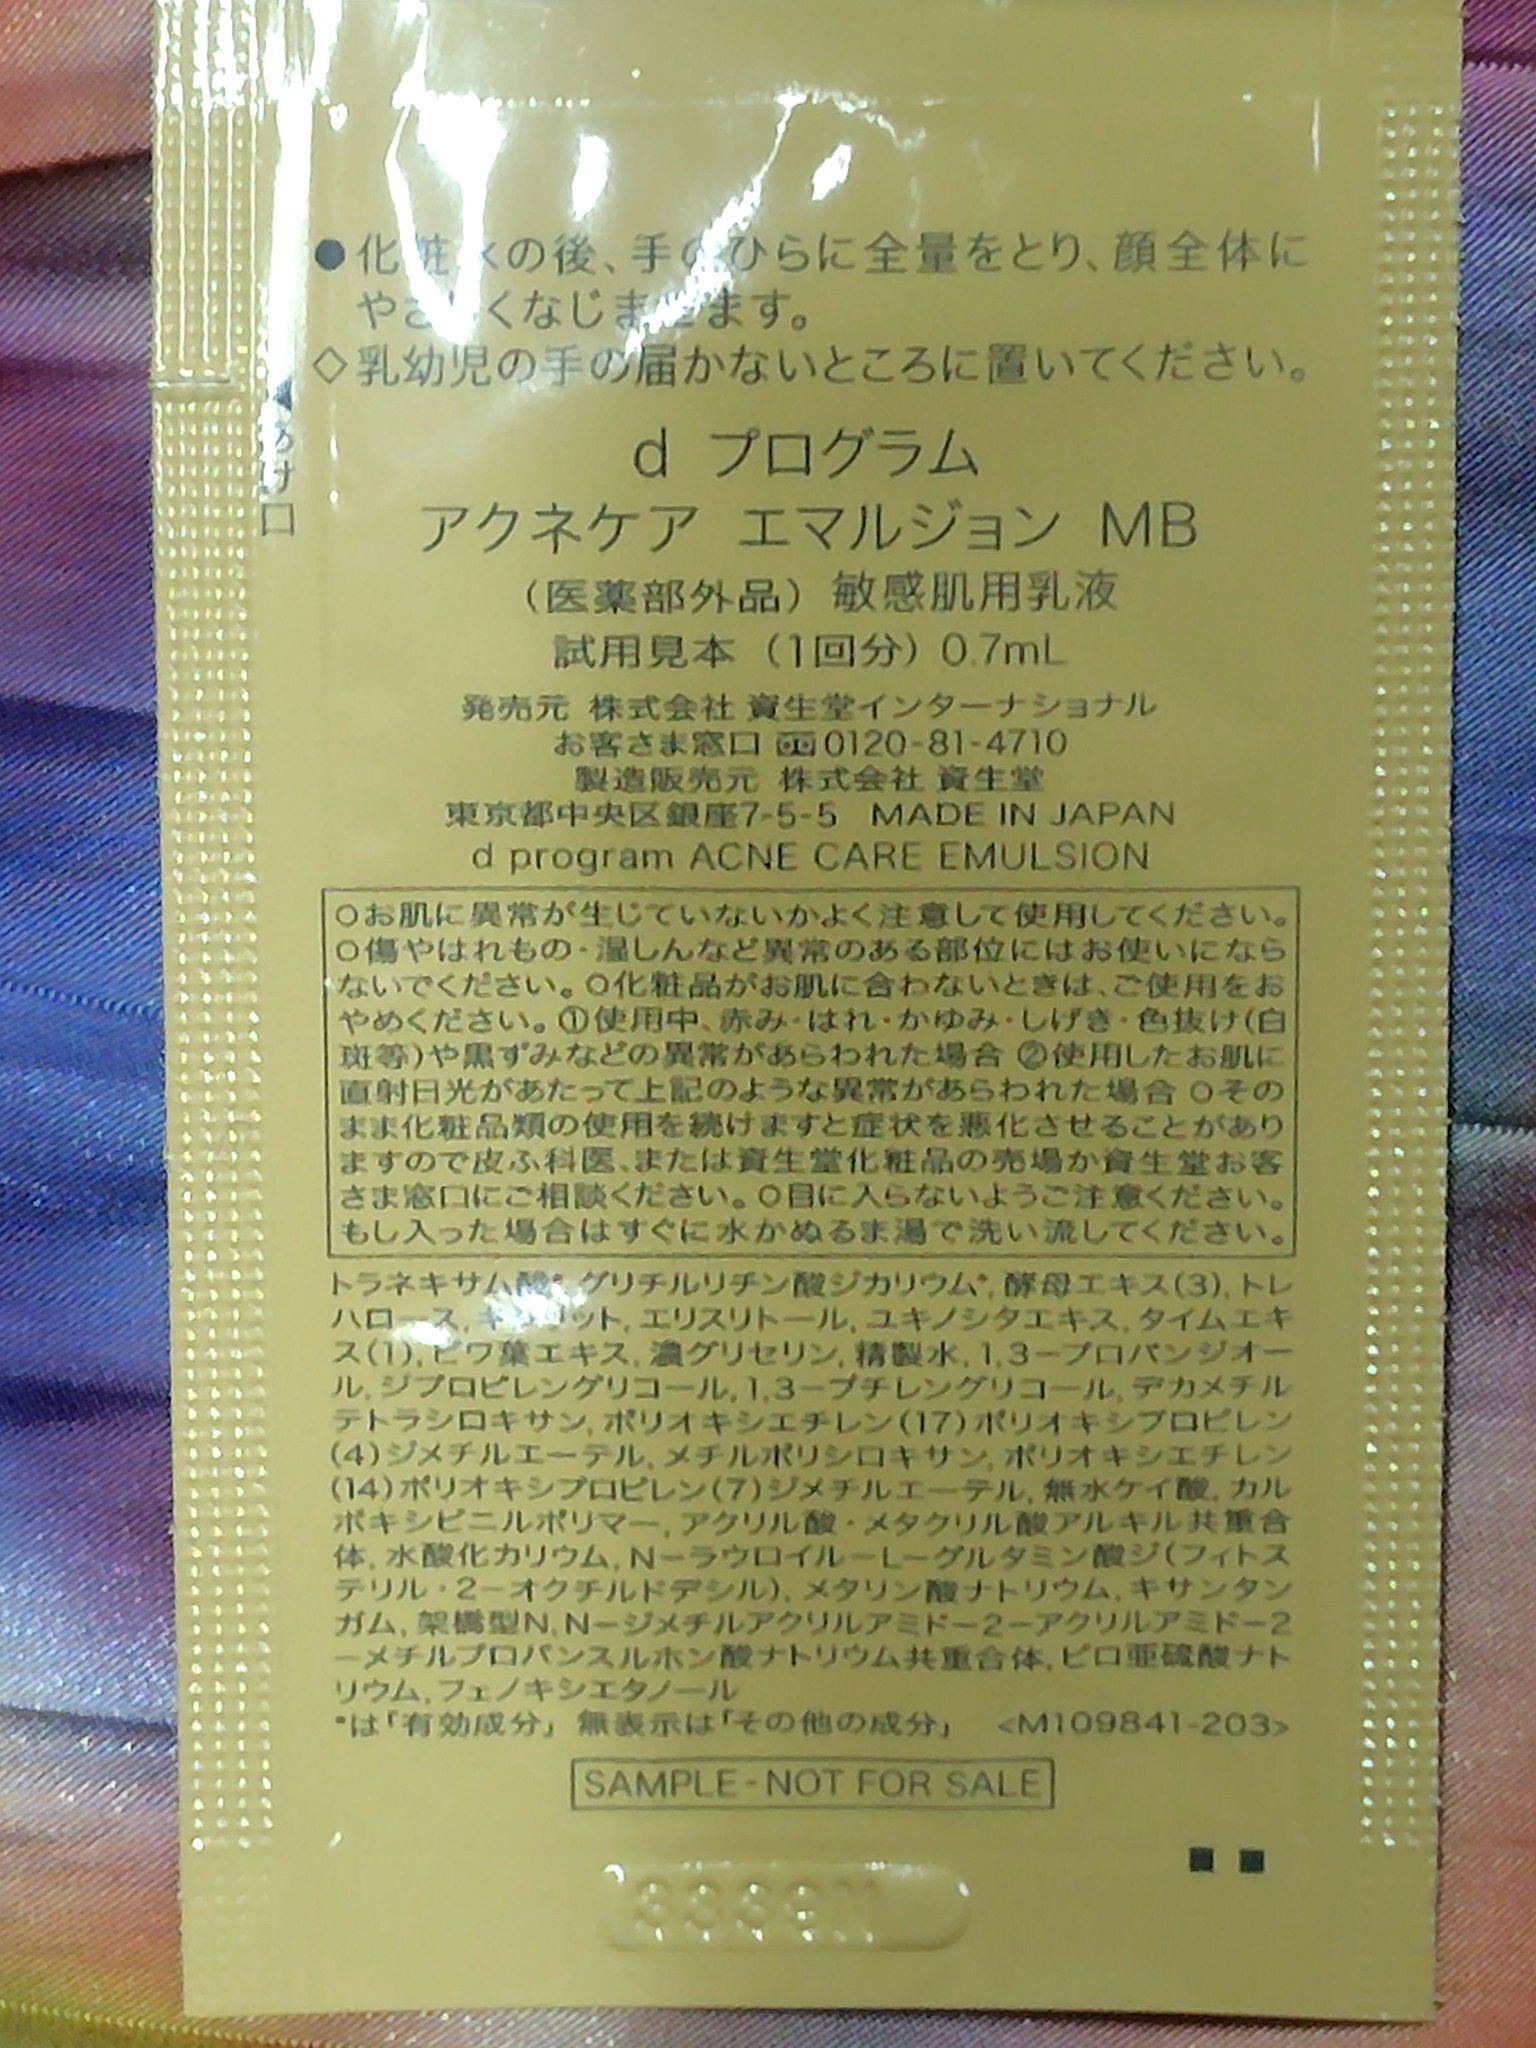 ●化粧水の後、手のひらに全量をとり、顔全体に
やさしくなじませます。
◇乳幼児の手の届かないところに置いてください。
◀あけ口
d プログラム
アクネケア エマルジョン MB
(医薬部外品) 敏感肌用乳液
試用見本 (1回分) 0.7mL
発売元 株式会社 資生堂インターナショナル
お客さま窓口 0120-81-4710
製造販売元 株式会社 資生堂
東京都中央区銀座7-5-5 MADE IN JAPAN
d program ACNE CARE EMULSION
○お肌に異常が生じていないかよく注意して使用してください。
○傷やはれもの・湿しんなど異常のある部位にはお使いになら
ないでください。○化粧品がお肌に合わないときは、ご使用をお
やめください。①使用中、赤み・はれ・かゆみ・しげき・色抜け(白
斑等)や黒ずみなどの異常があらわれた場合 ②使用したお肌に
直射日光があたって上記のような異常があらわれた場合 ○その
まま化粧品類の使用を続けますと症状を悪化させることがあり
ますので皮ふ科医、または資生堂化粧品の売場か資生堂お客
さま窓口にご相談ください。○目に入らないようご注意ください。
もし入った場合はすぐに水かぬるま湯で洗い流してください。
トラネキサム酸*,グリチルリチン酸ジカリウム*,酵母エキス(3),トレ
ハロース,キシリット,エリスリトール,ユキノシタエキス,タイムエキ
ス(1),ビワ葉エキス,濃グリセリン,精製水,1,3-プロパンジオー
ル,ジプロピレングリコール,1,3-ブチレングリコール,デカメチル
テトラシロキサン,ポリオキシエチレン(17)ポリオキシプロピレン
(4)ジメチルエーテル,メチルポリシロキサン,ポリオキシエチレン
(14)ポリオキシプロピレン(7)ジメチルエーテル,無水ケイ酸,カル
ボキシビニルポリマー,アクリル酸・メタクリル酸アルキル共重合
体,水酸化カリウム,N-ラウロイル-L-グルタミン酸ジ(フィトス
テリル・2-オクチルドデシル),メタリン酸ナトリウム,キサンタン
ガム,架橋型N,N-ジメチルアクリルアミド-2-アクリルアミド-2
-メチルプロパンスルホン酸ナトリウム共重合体,ピロ亜硫酸ナト
リウム,フェノキシエタノール
*は「有効成分」 無表示は「その他の成分」 <M109841-203>
SAMPLE-NOT FOR SALE